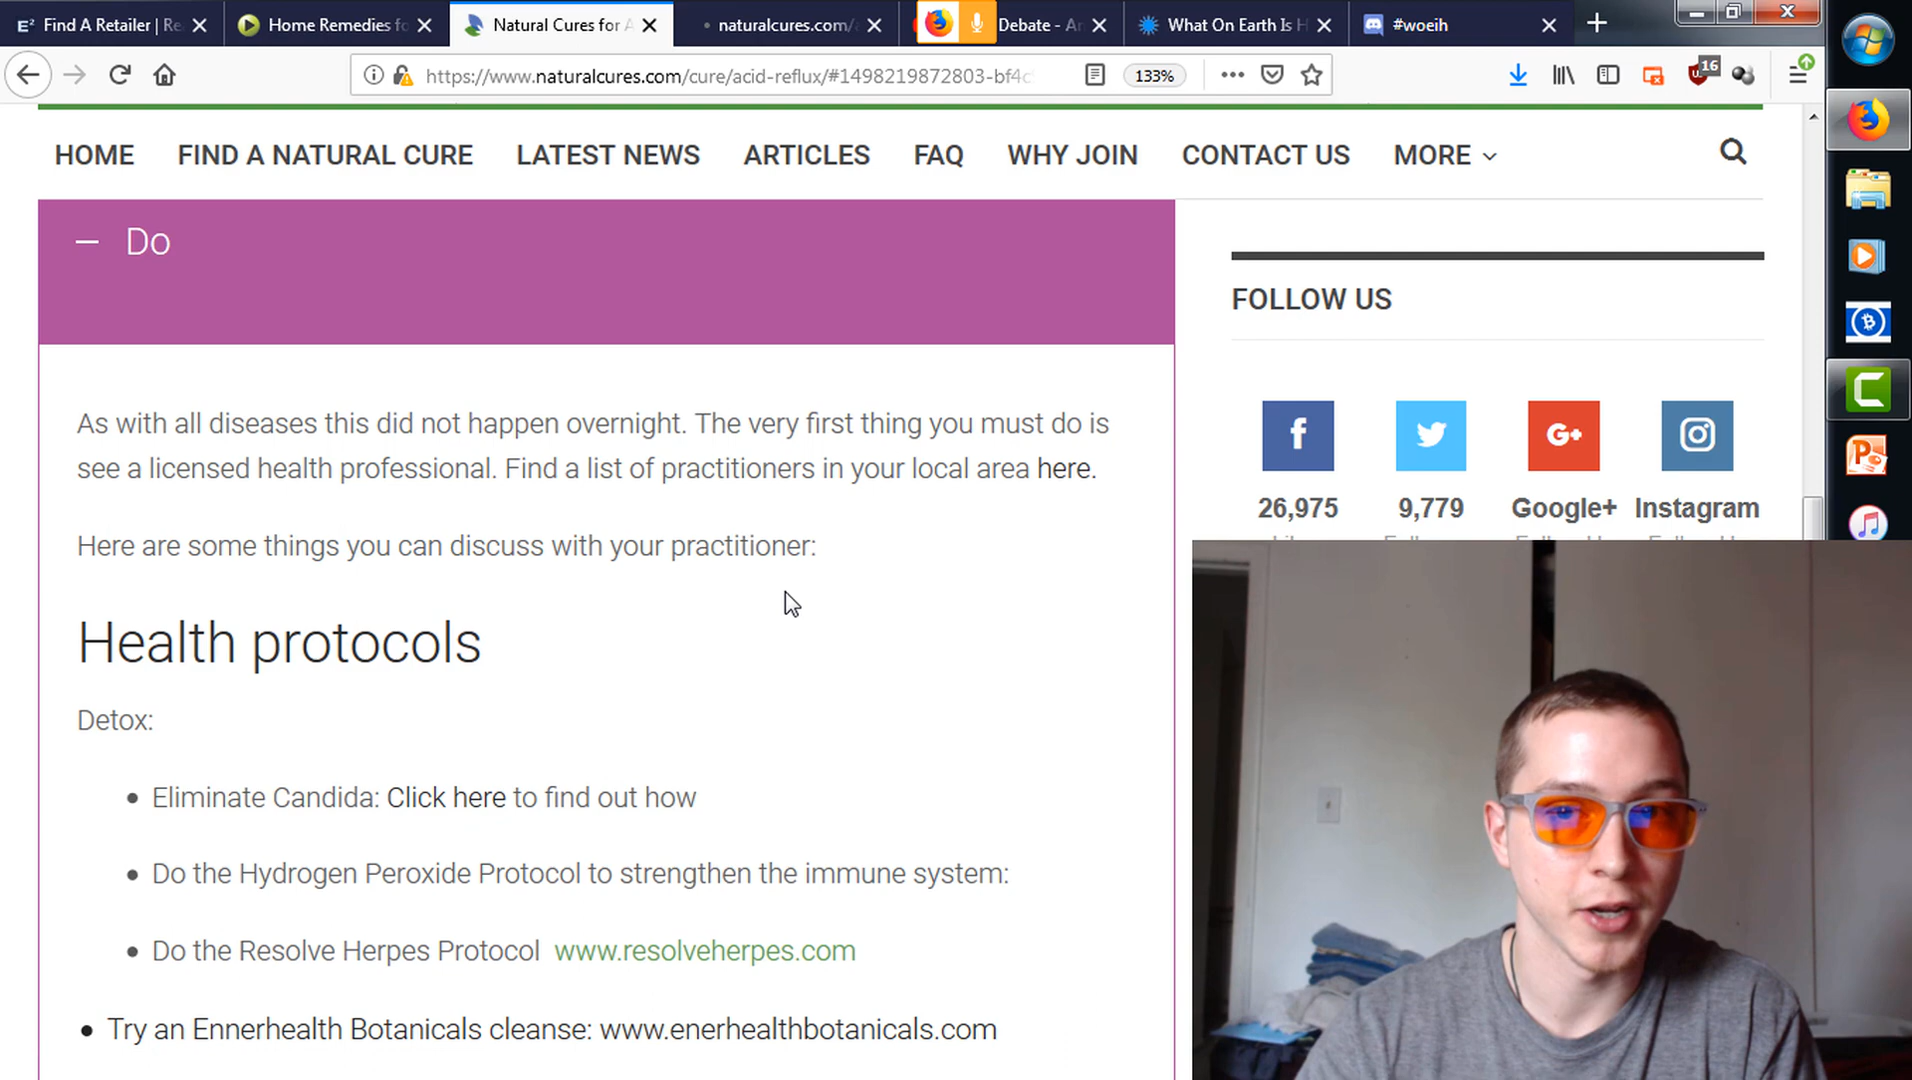 E² Find A Retailer | Re
Home Remedies fo
Natural Cures for A
naturalcures.com/
Debate - An
What On Earth Is H
#woeih
https://www.naturalcures.com/cure/acid-reflux/#1498219872803-bf4c
133%
16
HOME FIND A NATURAL CURE LATEST NEWS ARTICLES FAQ WHY JOIN CONTACT US MORE
Do
As with all diseases this did not happen overnight. The very first thing you must do is
see a licensed health professional. Find a list of practitioners in your local area here.
Here are some things you can discuss with your practitioner:
Health protocols
Detox:
• Eliminate Candida: Click here to find out how
• Do the Hydrogen Peroxide Protocol to strengthen the immune system:
• Do the Resolve Herpes Protocol www.resolveherpes.com
• Try an Ennerhealth Botanicals cleanse: www.enerhealthbotanicals.com
FOLLOW US
26,975 9,779 Google+ Instagram